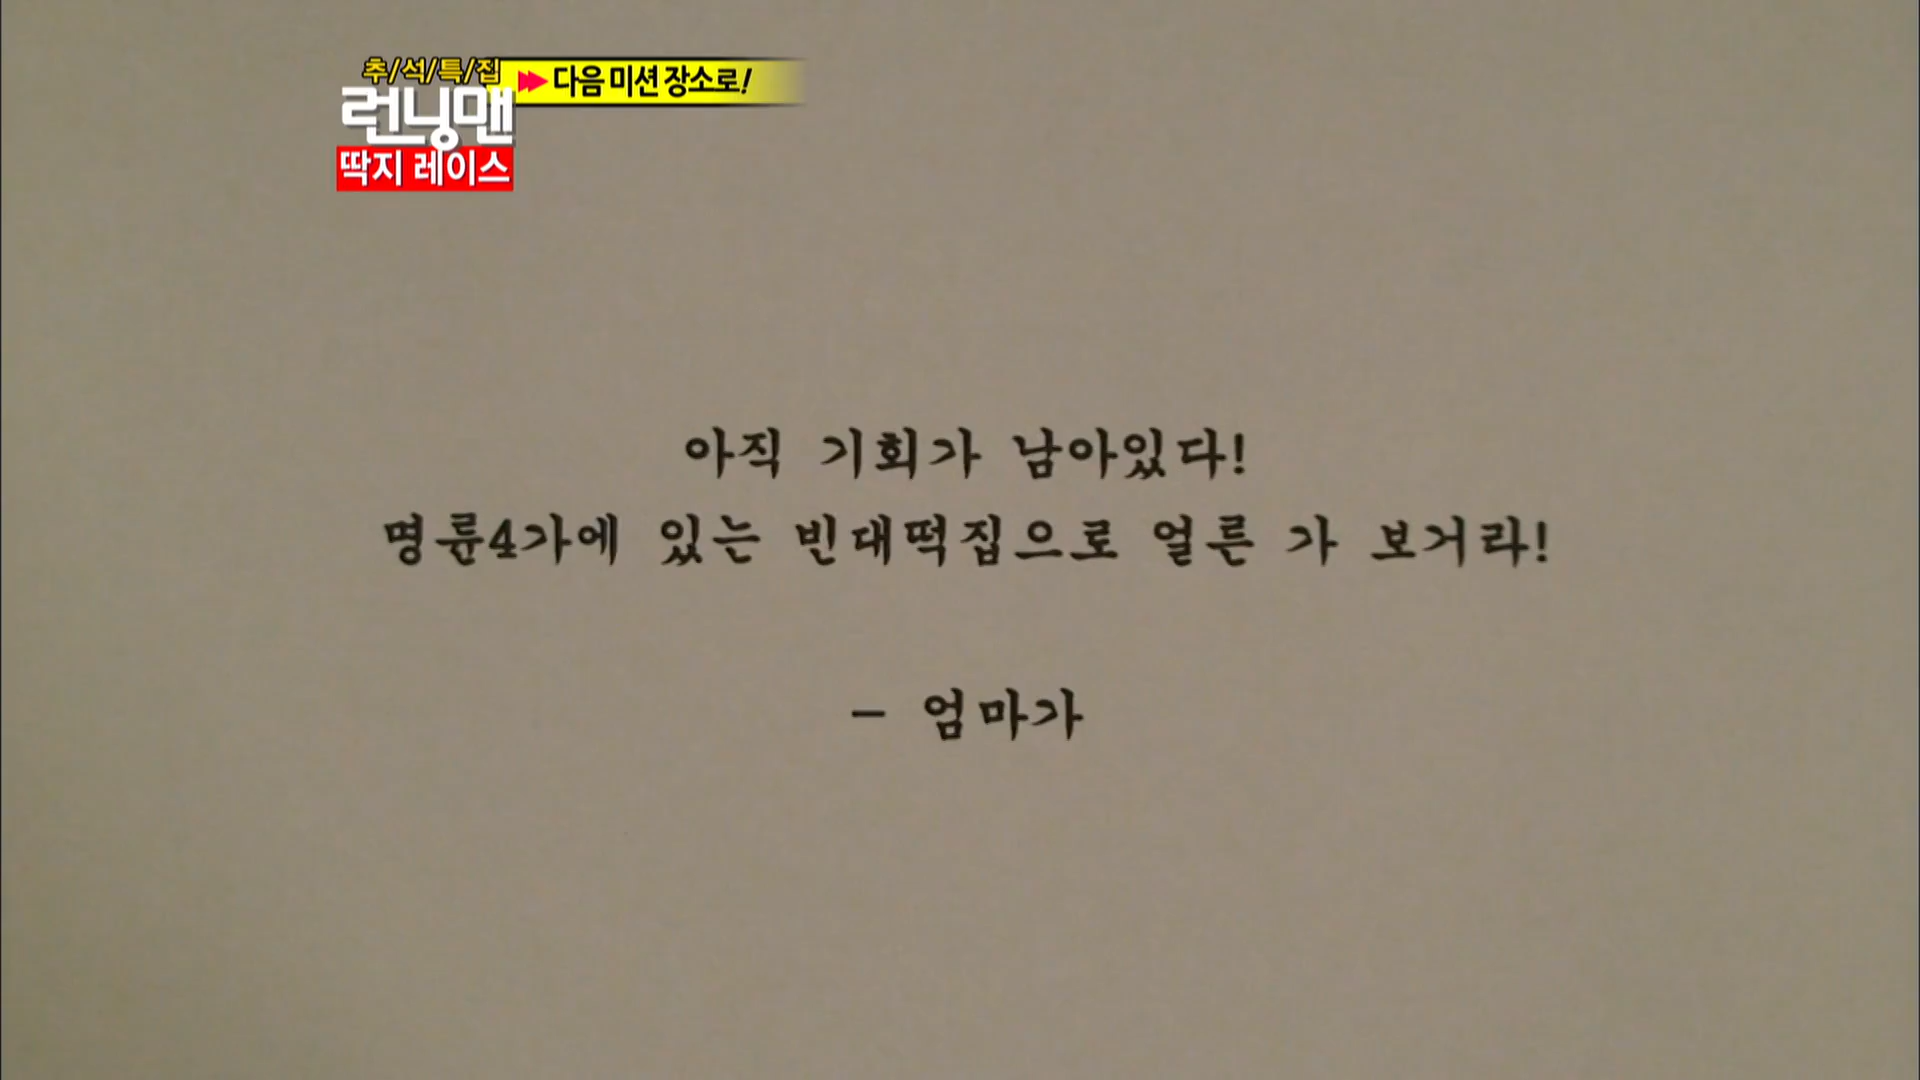 추/석/특/집
런닝맨
딱지 레이스
다음 미션 장소로!
아직 기회가 남아있다!
명륜4가에 있는 빈대떡집으로 얼른 가 보거라!
- 엄마가